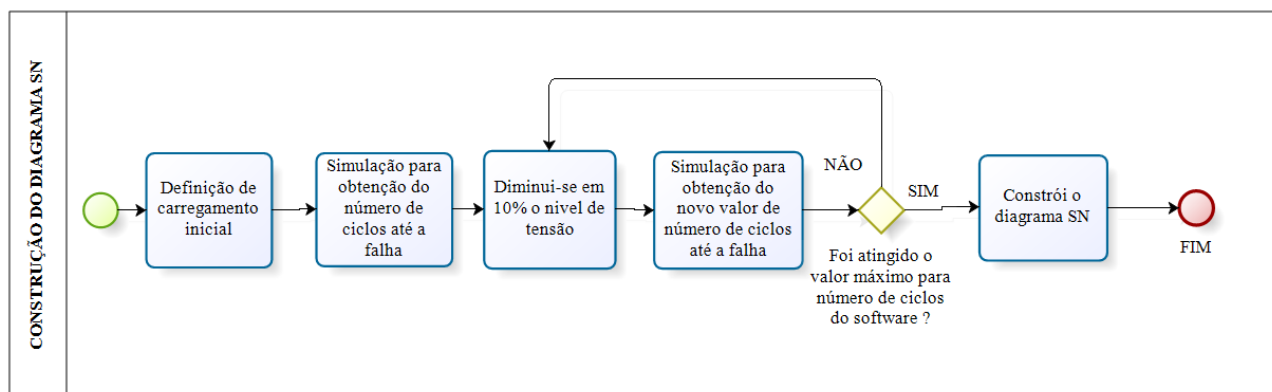 CONSTRUÇÃO DO DIAGRAMA SN
Definição de
carregamento
inicial
Simulação para
obtenção do
número de
ciclos até a
falha
Diminui-se em
10% o nivel de
tensão
Simulação para
obtenção do
novo valor de
número de ciclos
até a falha
NÃO
SIM
Foi atingido o
valor máximo para
número de ciclos
do software ?
Constrói o
diagrama SN
FIM